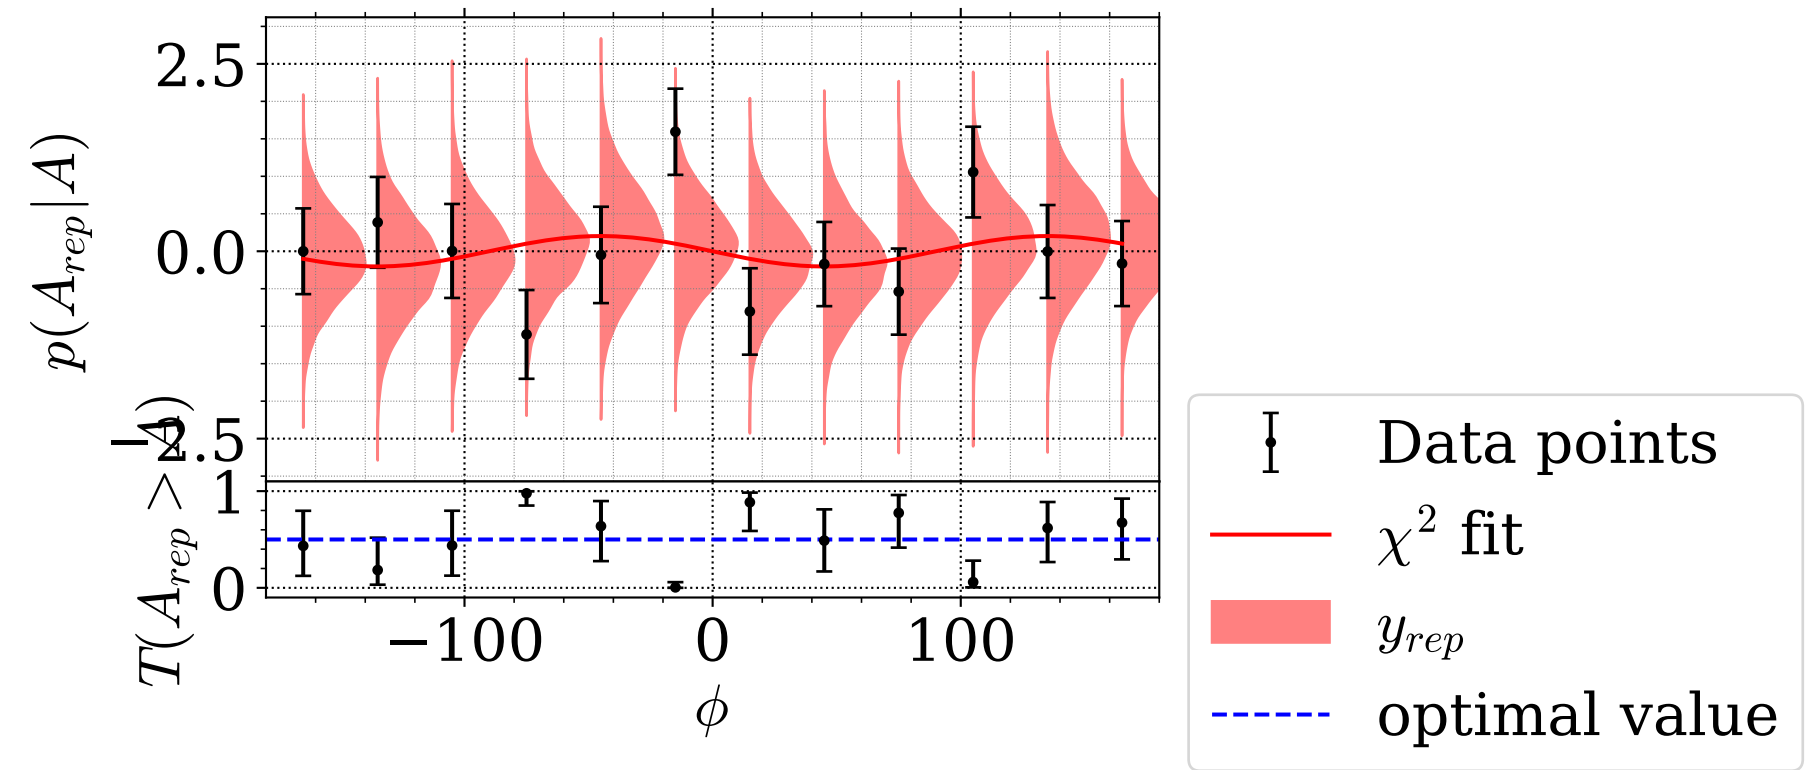 p(A_rep|A)
2.5
0.0
−2.5
T(A_rep > A)
1
0
−100 0 100
ϕ
Data points
χ² fit
y_rep
optimal value